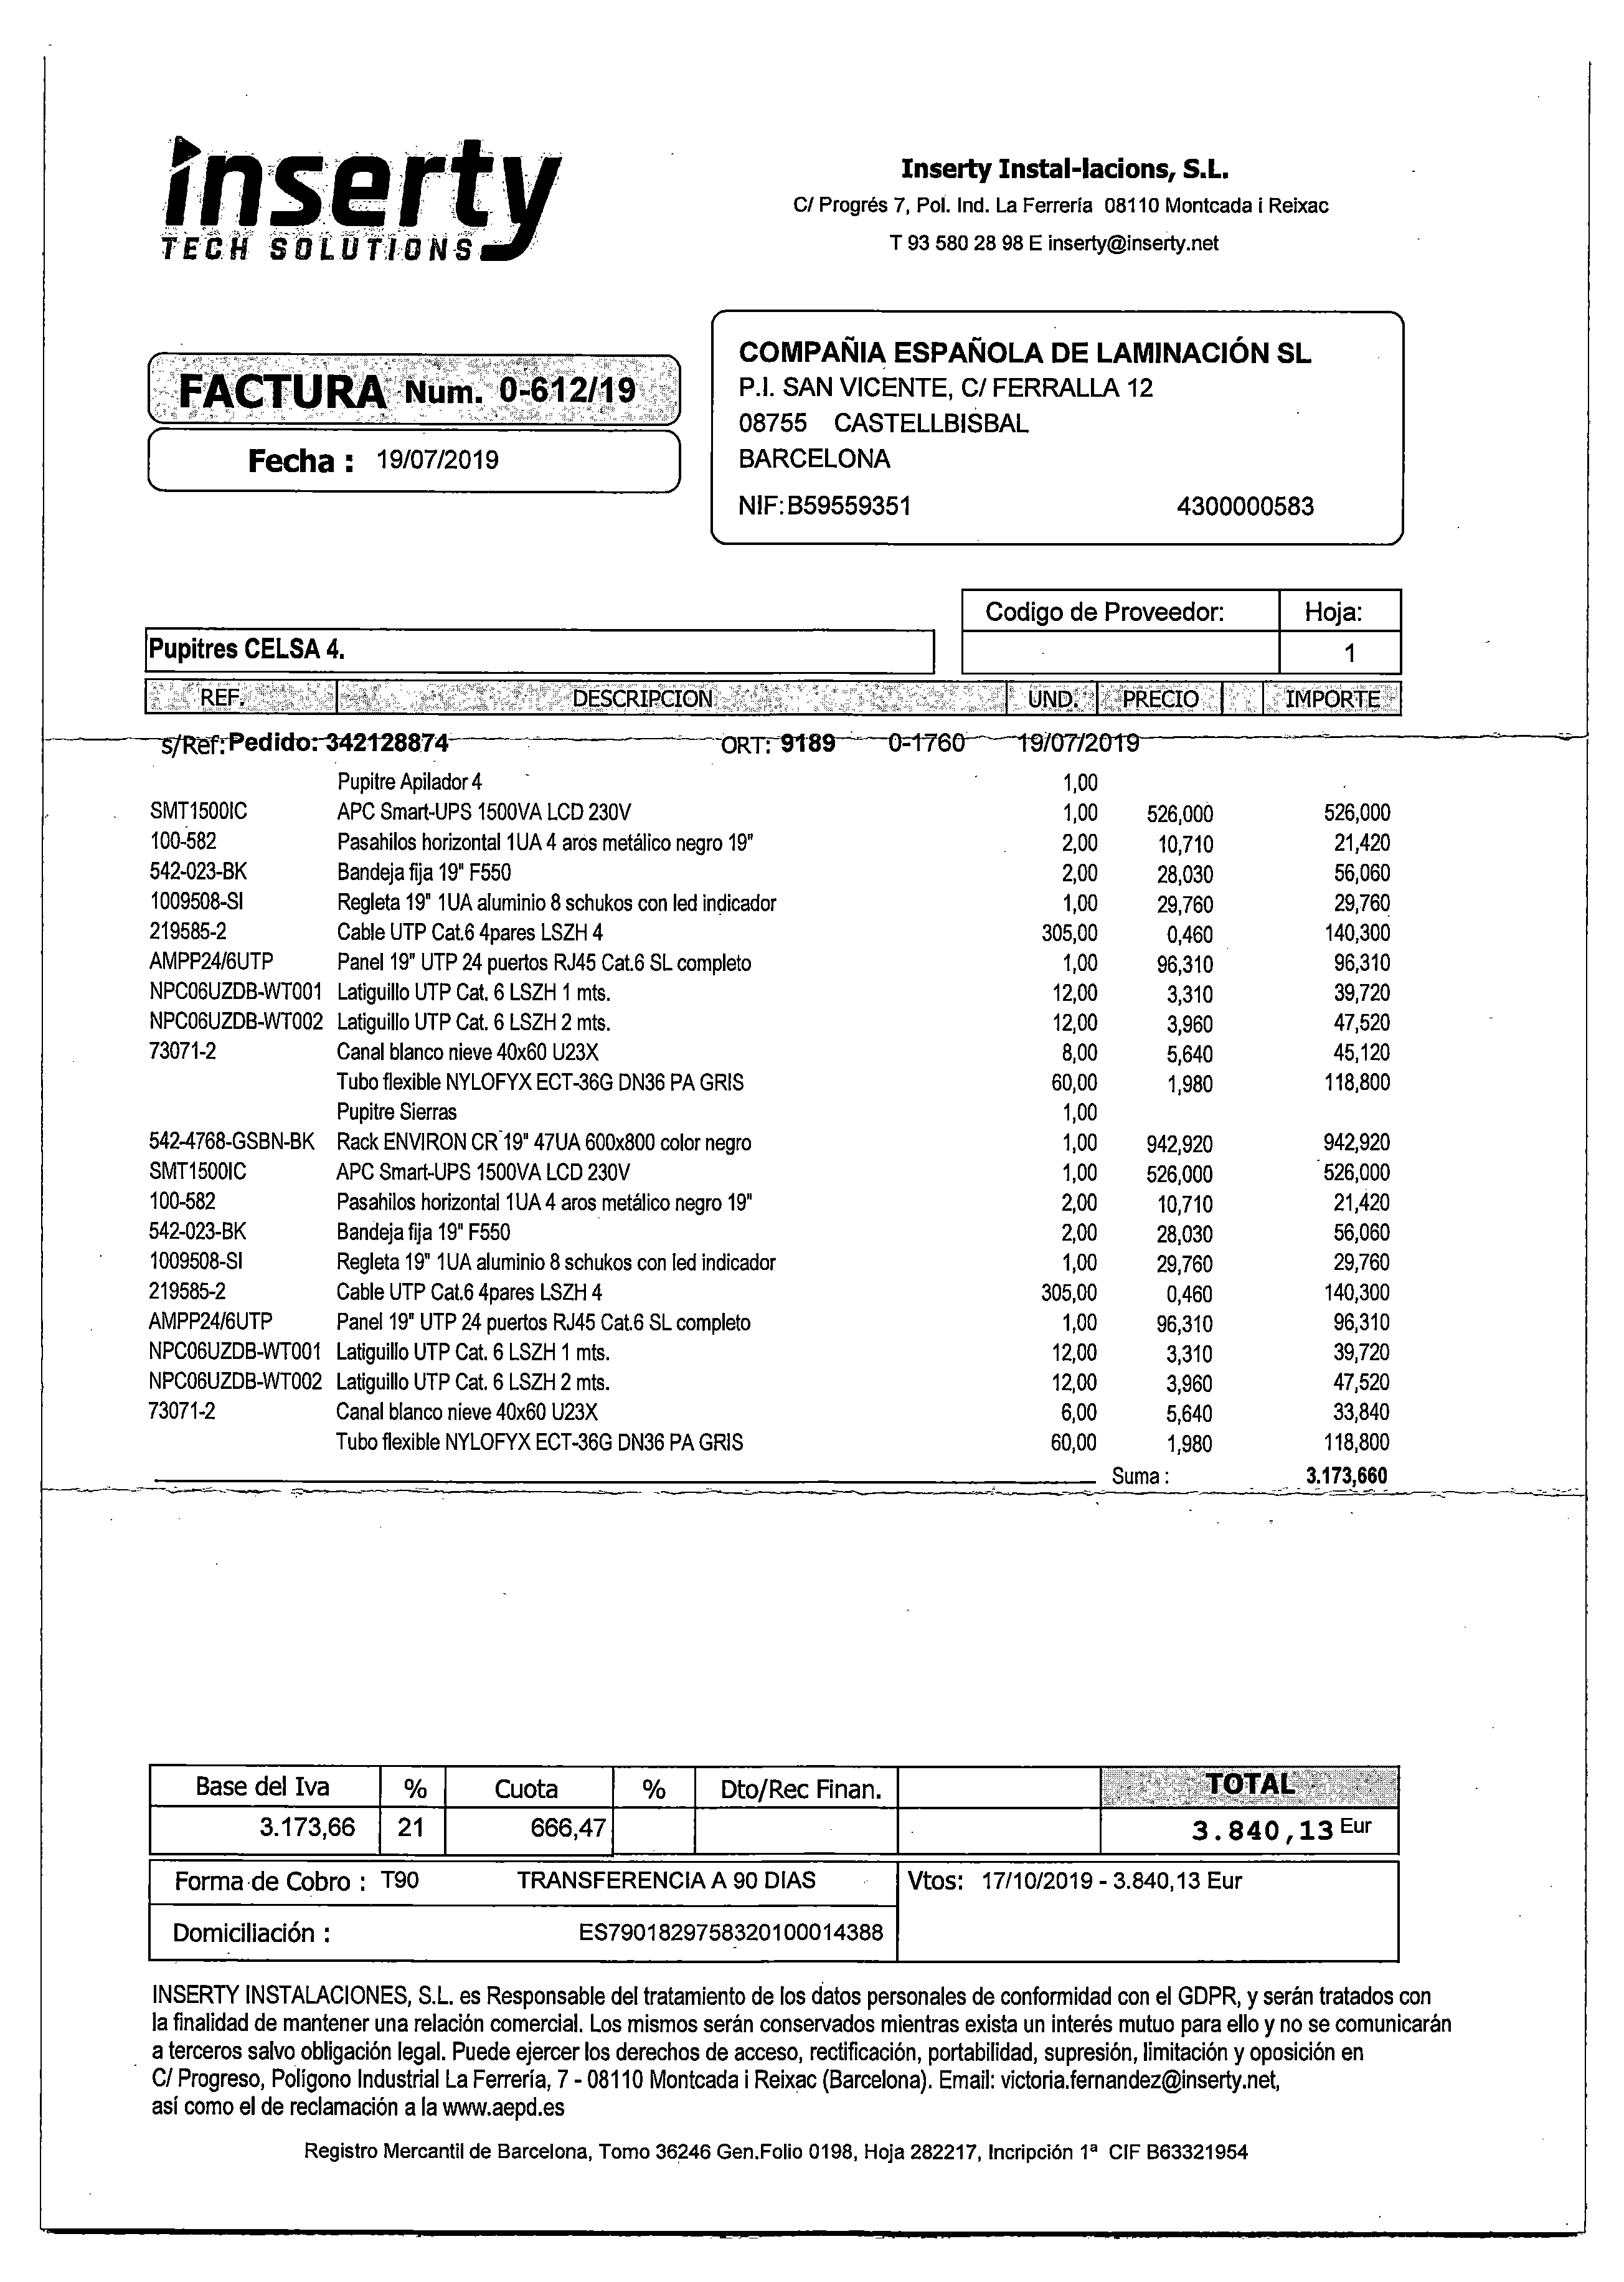 inserty
TECH SOLUTIONS
Inserty Instal-lacions, S.L.
C/ Progrés 7, Pol. Ind. La Ferrería 08110 Montcada i Reixac
T 93 580 28 98 E inserty@inserty.net
FACTURA Num. 0-612/19
Fecha : 19/07/2019
COMPAÑIA ESPAÑOLA DE LAMINACIÓN SL
P.I. SAN VICENTE, C/ FERRALLA 12
08755 CASTELLBISBAL
BARCELONA
NIF: B59559351 4300000583
Codigo de Proveedor: Hoja:
Pupitres CELSA 4. 1
REF. DESCRIPCION UND. PRECIO IMPORTE
s/Ref: Pedido: 342128874 ORT: 9189 0-1760 19/07/2019
Pupitre Apilador 4 1,00
SMT1500IC APC Smart-UPS 1500VA LCD 230V 1,00 526,000 526,000
100-582 Pasahilos horizontal 1UA 4 aros metálico negro 19" 2,00 10,710 21,420
542-023-BK Bandeja fija 19" F550 2,00 28,030 56,060
1009508-SI Regleta 19" 1UA aluminio 8 schukos con led indicador 1,00 29,760 29,760
219585-2 Cable UTP Cat.6 4pares LSZH 4 305,00 0,460 140,300
AMPP24/6UTP Panel 19" UTP 24 puertos RJ45 Cat.6 SL completo 1,00 96,310 96,310
NPC06UZDB-WT001 Latiguillo UTP Cat. 6 LSZH 1 mts. 12,00 3,310 39,720
NPC06UZDB-WT002 Latiguillo UTP Cat. 6 LSZH 2 mts. 12,00 3,960 47,520
73071-2 Canal blanco nieve 40x60 U23X 8,00 5,640 45,120
Tubo flexible NYLOFYX ECT-36G DN36 PA GRIS 60,00 1,980 118,800
Pupitre Sierras 1,00
542-4768-GSBN-BK Rack ENVIRON CR 19" 47UA 600x800 color negro 1,00 942,920 942,920
SMT1500IC APC Smart-UPS 1500VA LCD 230V 1,00 526,000 526,000
100-582 Pasahilos horizontal 1UA 4 aros metálico negro 19" 2,00 10,710 21,420
542-023-BK Bandeja fija 19" F550 2,00 28,030 56,060
1009508-SI Regleta 19" 1UA aluminio 8 schukos con led indicador 1,00 29,760 29,760
219585-2 Cable UTP Cat.6 4pares LSZH 4 305,00 0,460 140,300
AMPP24/6UTP Panel 19" UTP 24 puertos RJ45 Cat.6 SL completo 1,00 96,310 96,310
NPC06UZDB-WT001 Latiguillo UTP Cat. 6 LSZH 1 mts. 12,00 3,310 39,720
NPC06UZDB-WT002 Latiguillo UTP Cat. 6 LSZH 2 mts. 12,00 3,960 47,520
73071-2 Canal blanco nieve 40x60 U23X 6,00 5,640 33,840
Tubo flexible NYLOFYX ECT-36G DN36 PA GRIS 60,00 1,980 118,800
Suma : 3.173,660
Base del Iva % Cuota % Dto/Rec Finan. TOTAL
3.173,66 21 666,47 3.840,13 Eur
Forma de Cobro : T90 TRANSFERENCIA A 90 DIAS Vtos: 17/10/2019 - 3.840,13 Eur
Domiciliación : ES7901829758320100014388
INSERTY INSTALACIONES, S.L. es Responsable del tratamiento de los datos personales de conformidad con el GDPR, y serán tratados con
la finalidad de mantener una relación comercial. Los mismos serán conservados mientras exista un interés mutuo para ello y no se comunicarán
a terceros salvo obligación legal. Puede ejercer los derechos de acceso, rectificación, portabilidad, supresión, limitación y oposición en
C/ Progreso, Polígono Industrial La Ferrería, 7 - 08110 Montcada i Reixac (Barcelona). Email: victoria.fernandez@inserty.net,
así como el de reclamación a la www.aepd.es
Registro Mercantil de Barcelona, Tomo 36246 Gen.Folio 0198, Hoja 282217, Incripción 1ª CIF B63321954